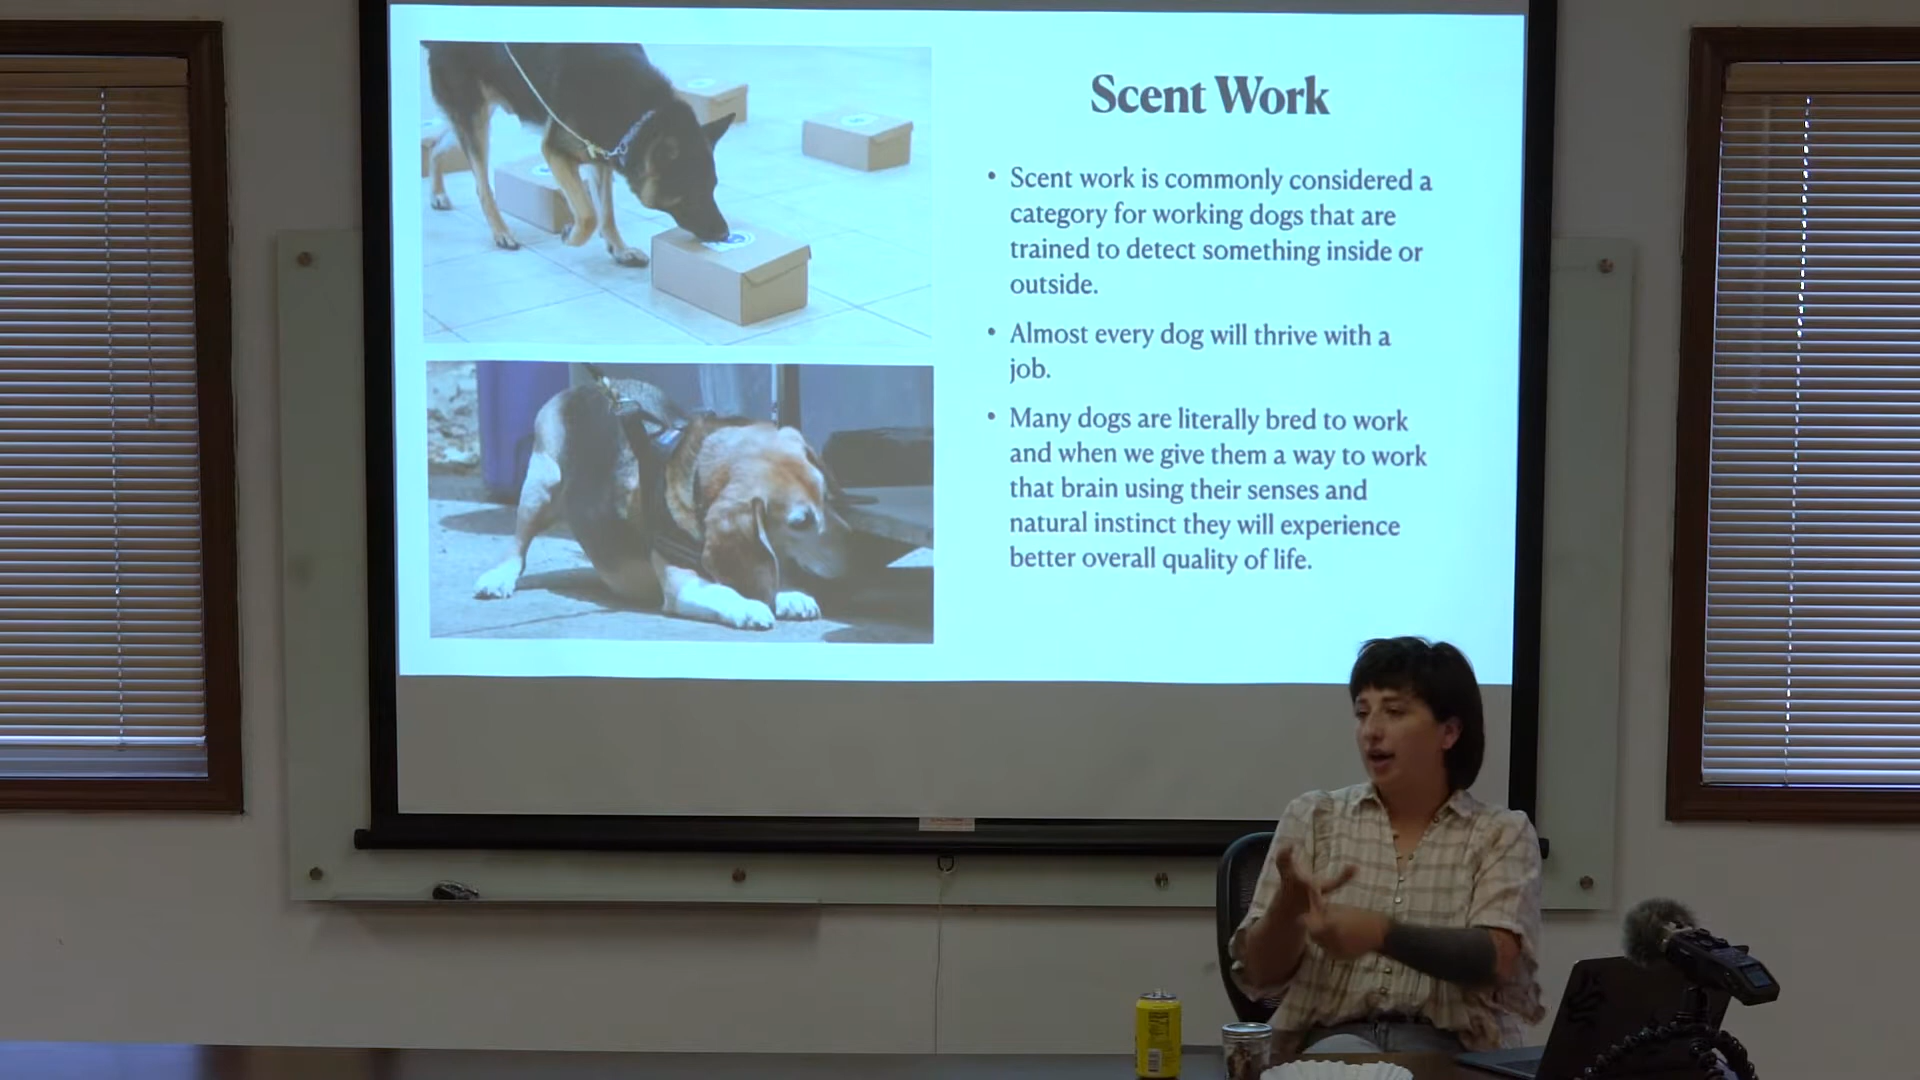 Scent Work
• Scent work is commonly considered a
category for working dogs that are
trained to detect something inside or
outside.
• Almost every dog will thrive with a
job.
• Many dogs are literally bred to work
and when we give them a way to work
that brain using their senses and
natural instinct they will experience
better overall quality of life.